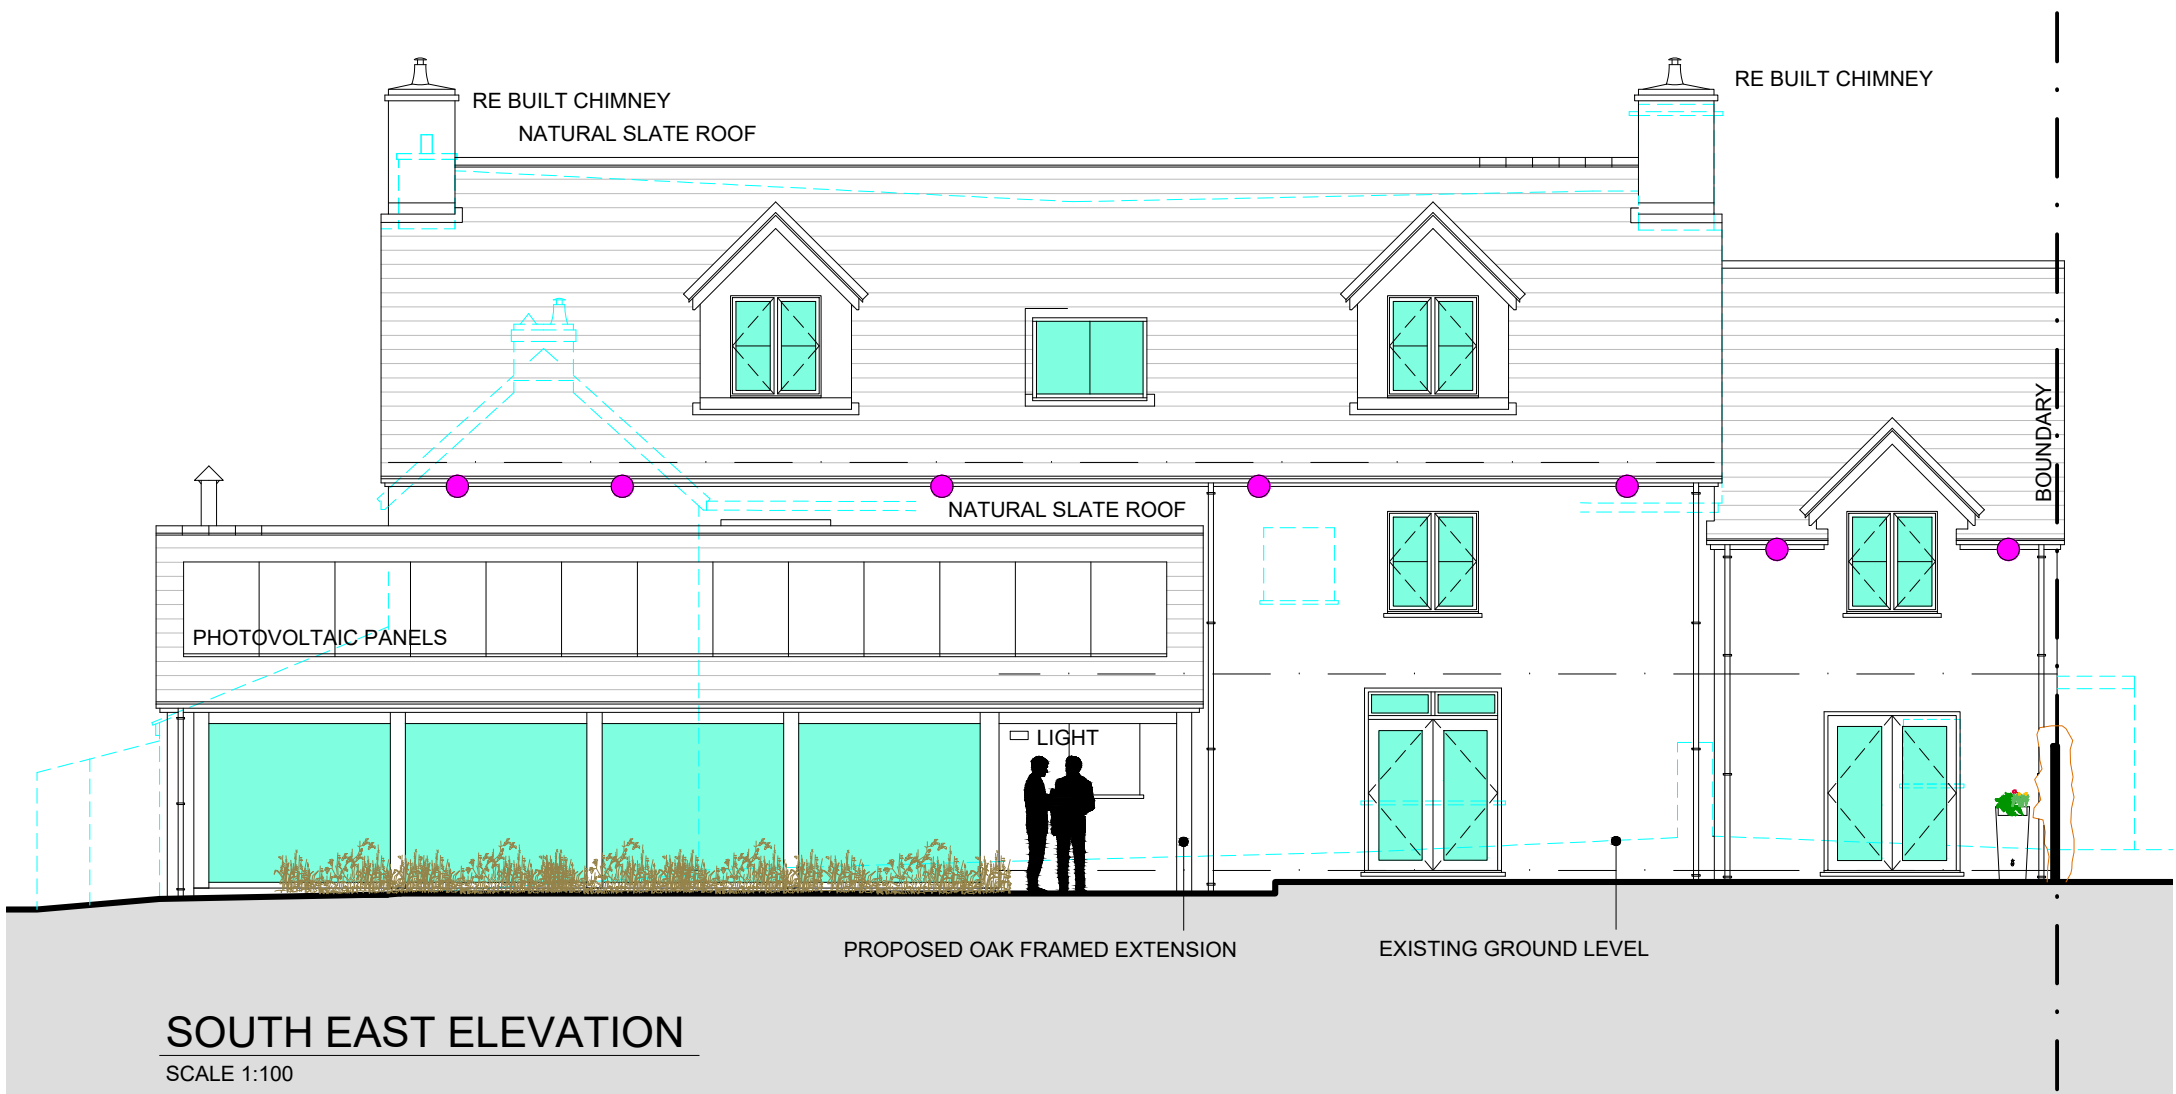 RE BUILT CHIMNEY
RE BUILT CHIMNEY
NATURAL SLATE ROOF
BOUNDARY
NATURAL SLATE ROOF
PHOTOVOLTAIC PANELS
LIGHT
PROPOSED OAK FRAMED EXTENSION
EXISTING GROUND LEVEL
SOUTH EAST ELEVATION
SCALE 1:100